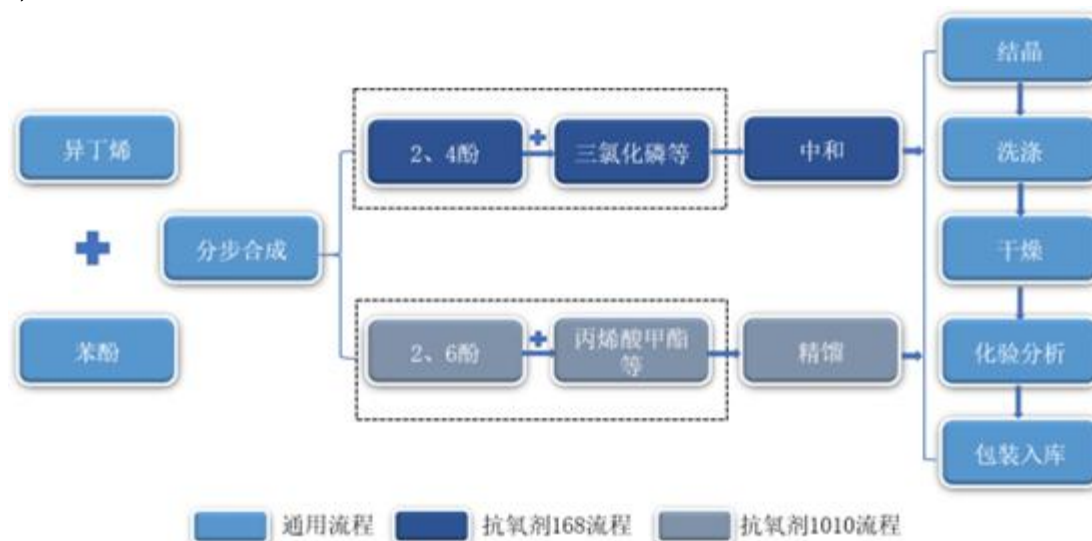 异丁烯
苯酚
分步合成
2、4酚
三氯化磷等
中和
2、6酚
丙烯酸甲酯
等
精馏
结晶
洗涤
干燥
化验分析
包装入库
通用流程
抗氧剂168流程
抗氧剂1010流程